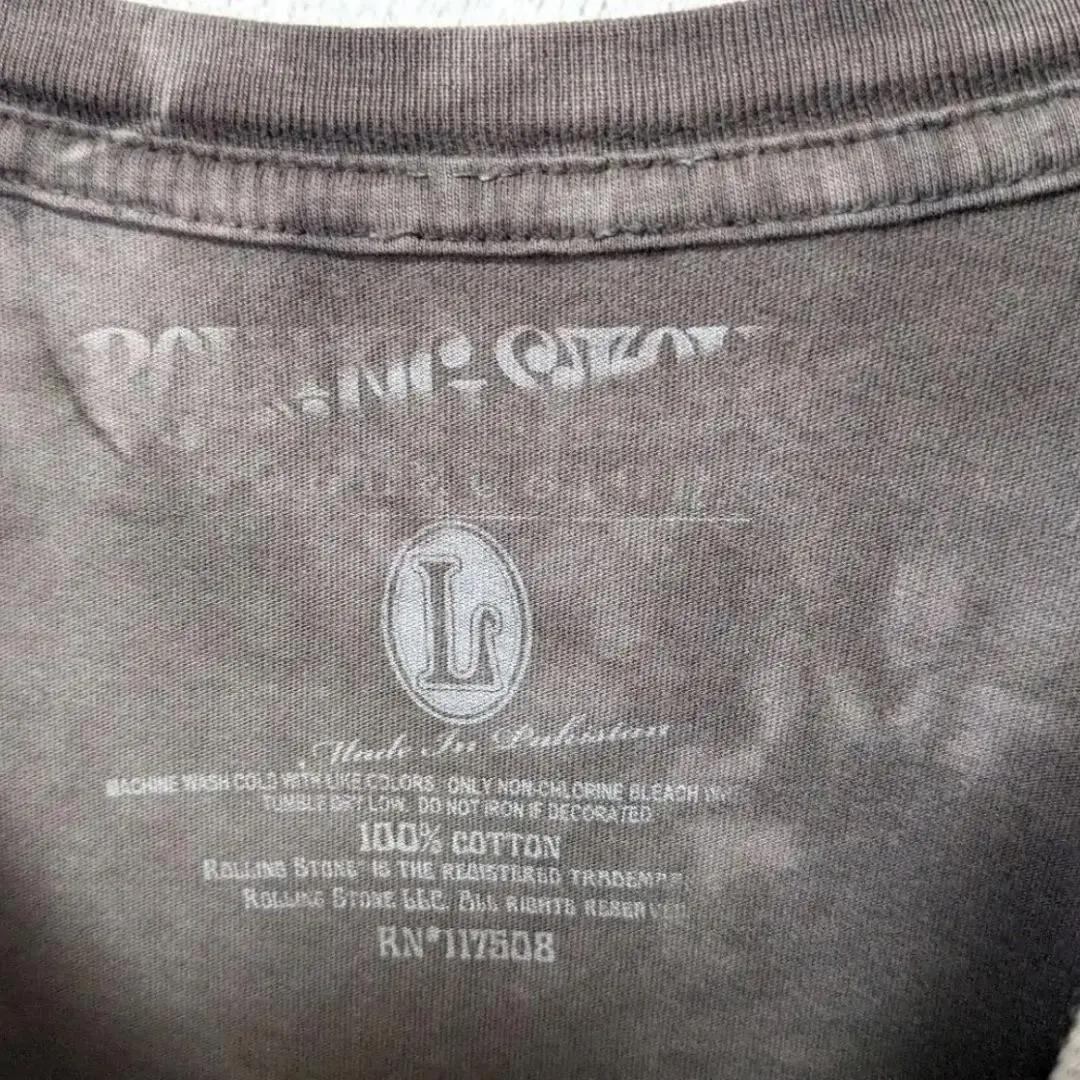 L
Made In Pakistan
MACHINE WASH COLD WITH LIKE COLORS ONLY NON-CHLORINE BLEACH
TUMBLE DRY LOW. DO NOT IRON IF DECORATED
100% COTTON
ROLLING STONE IS THE REGISTERED
ROLLING STONE LLC. ALL RIGHTS
RN#117508